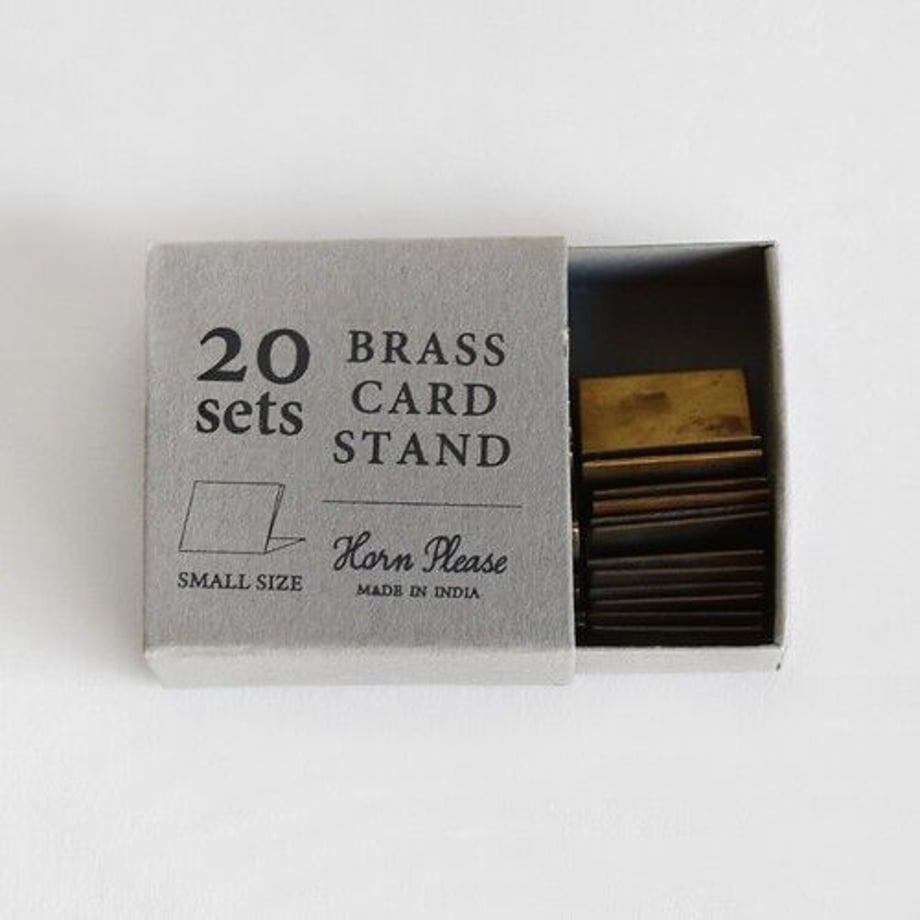 20
sets
BRASS
CARD
STAND
SMALL SIZE
Horn Please
MADE IN INDIA